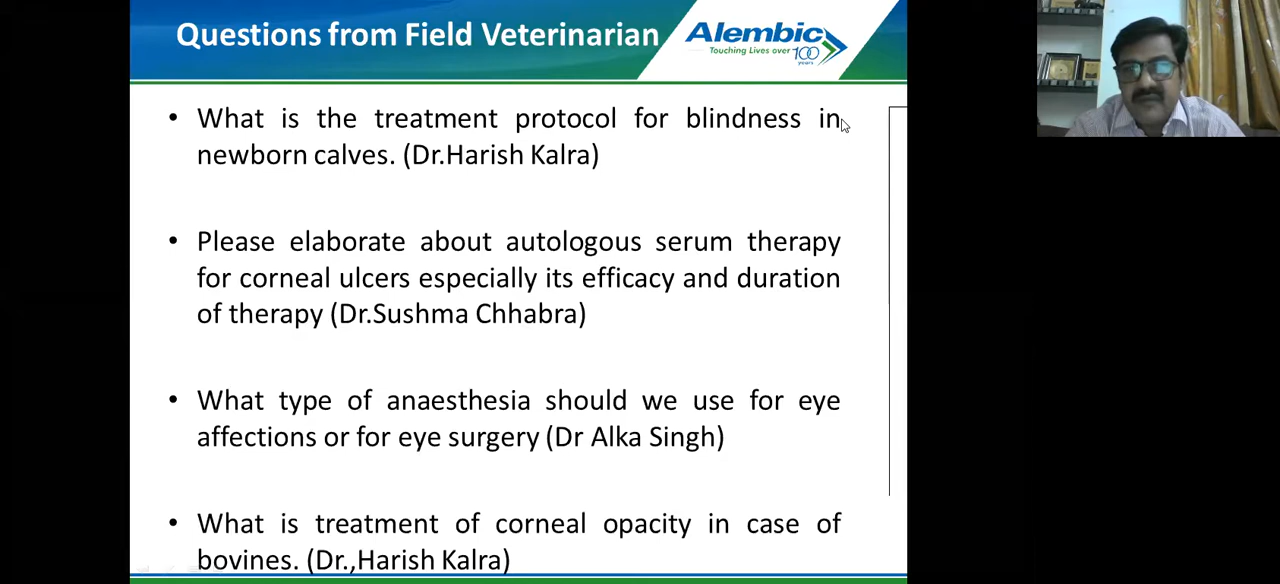 Questions from Field Veterinarian
Alembic
Touching Lives over 100 years
• What is the treatment protocol for blindness in
newborn calves. (Dr.Harish Kalra)
• Please elaborate about autologous serum therapy
for corneal ulcers especially its efficacy and duration
of therapy (Dr.Sushma Chhabra)
• What type of anaesthesia should we use for eye
affections or for eye surgery (Dr Alka Singh)
• What is treatment of corneal opacity in case of
bovines. (Dr.,Harish Kalra)